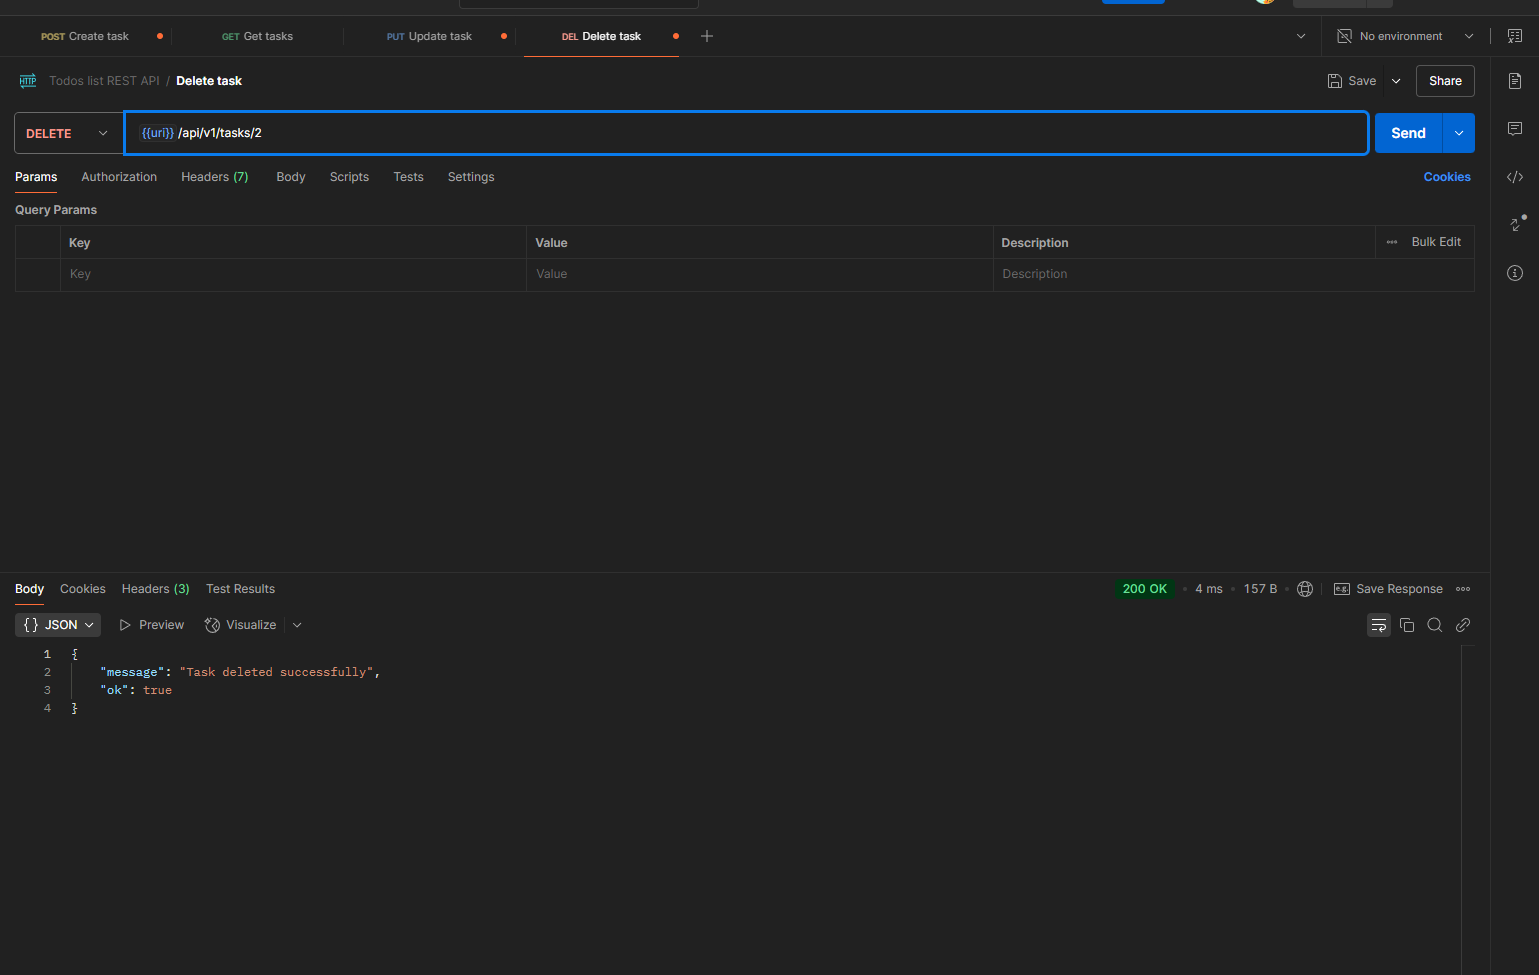 POST Create task GET Get tasks PUT Update task DEL Delete task No environment
HTTP Todos list REST API / Delete task Save Share
DELETE {{uri}} /api/v1/tasks/2 Send
Params Authorization Headers (7) Body Scripts Tests Settings Cookies
Query Params
Key Value Description Bulk Edit
Key Value Description
Body Cookies Headers (3) Test Results 200 OK • 4 ms • 157 B • e.g. Save Response
{ } JSON Preview Visualize
1 {
2 "message": "Task deleted successfully",
3 "ok": true
4 }